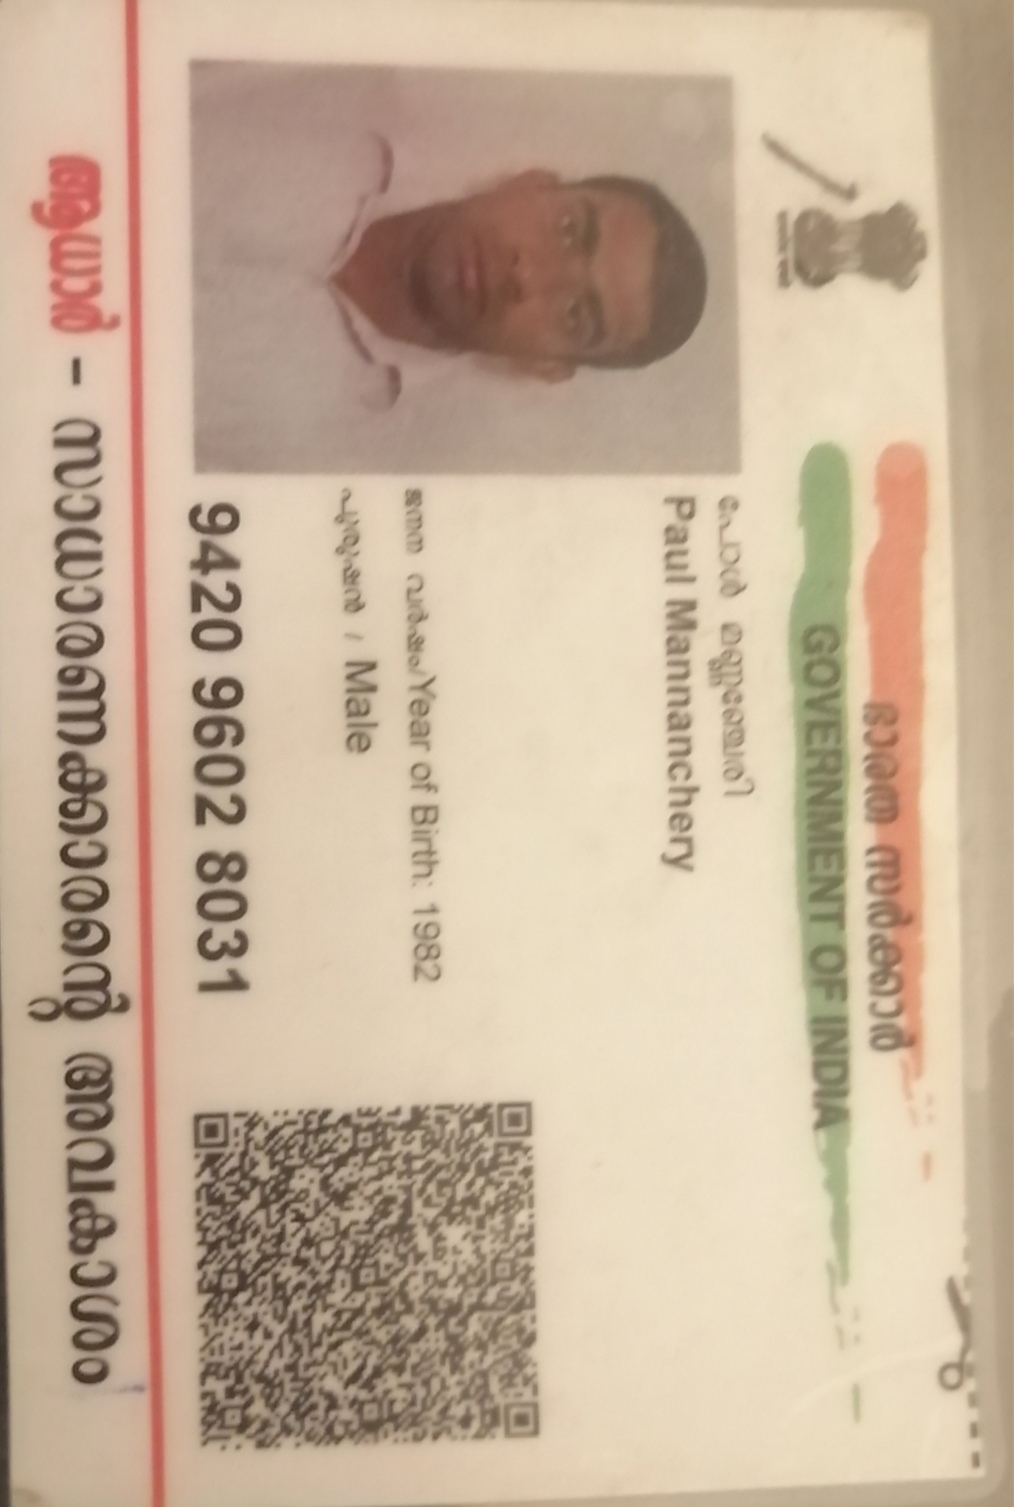 ഭാരത സർക്കാർ
GOVERNMENT OF INDIA
പോൾ മണ്ണഞ്ചേരി
Paul Mannanchery
ജനന വർഷം/Year of Birth: 1982
പുരുഷൻ / Male
9420 9602 8031
ആധാർ - സാധാരണക്കാരന്റെ അവകാശം